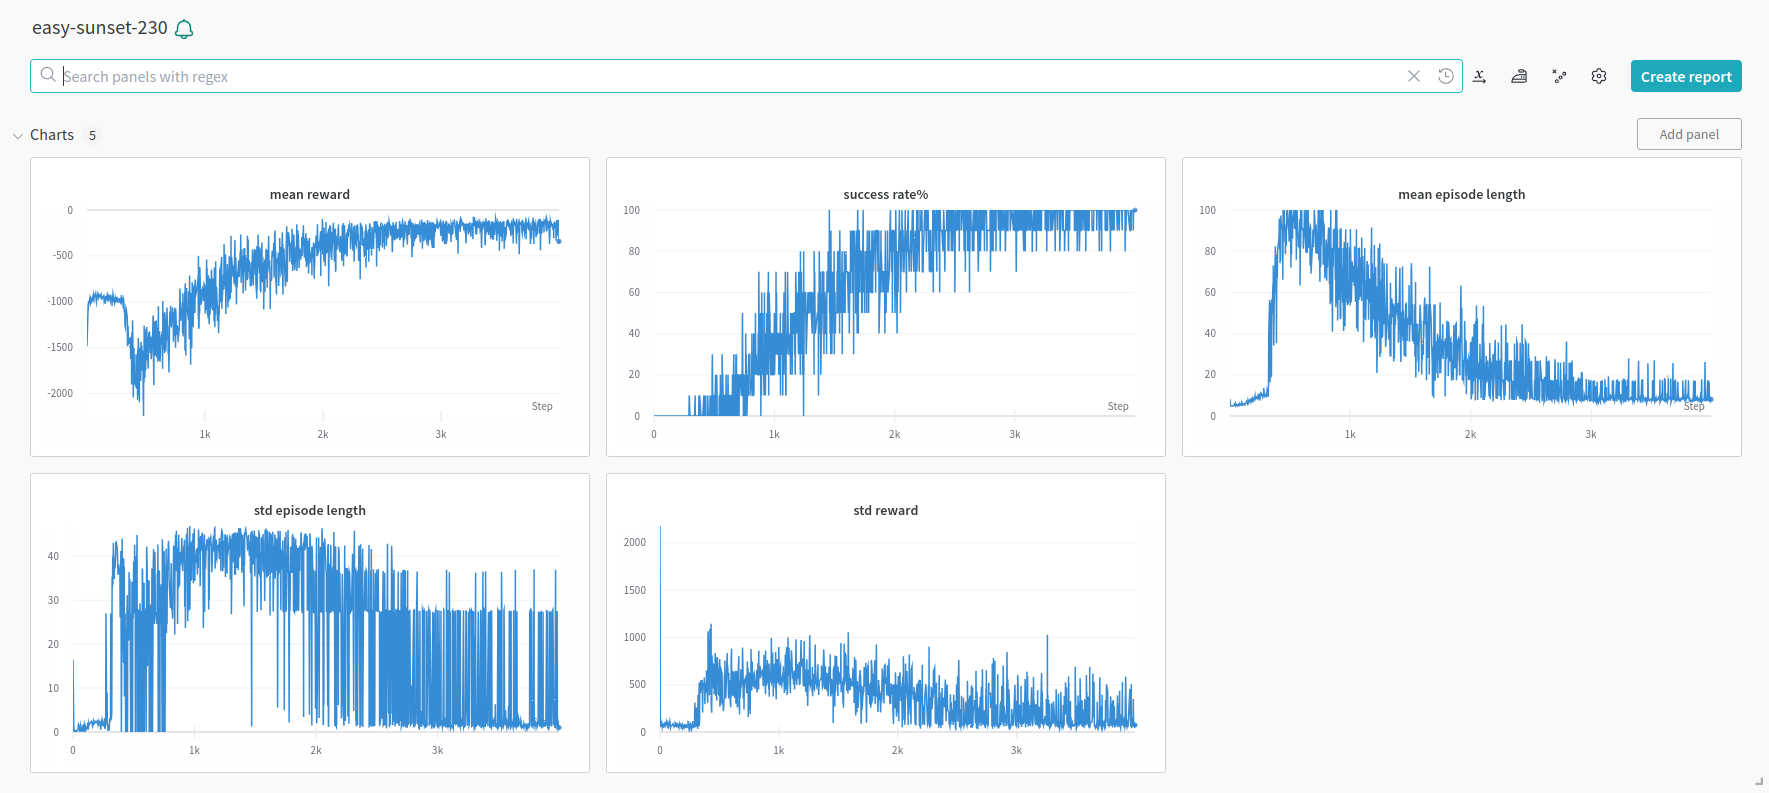 easy-sunset-230
Search panels with regex
Create report
Charts 5
Add panel
mean reward
0
-500
-1000
-1500
-2000
Step
1k 2k 3k
success rate%
100
80
60
40
20
0
Step
0 1k 2k 3k
mean episode length
100
80
60
40
20
0
Step
1k 2k 3k
std episode length
40
30
20
10
0
0 1k 2k 3k
std reward
2000
1500
1000
500
0
0 1k 2k 3k